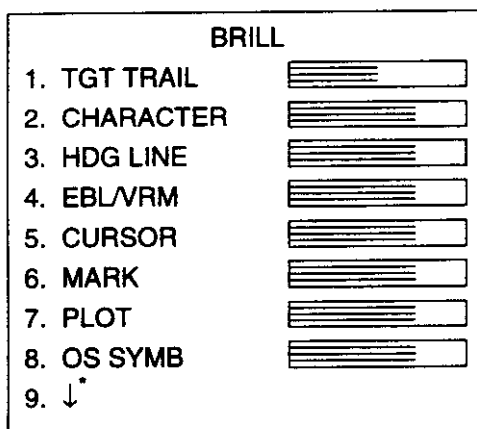 BRILL
1. TGT TRAIL
2. CHARACTER
3. HDG LINE
4. EBL/VRM
5. CURSOR
6. MARK
7. PLOT
8. OS SYMB
9. ↓*